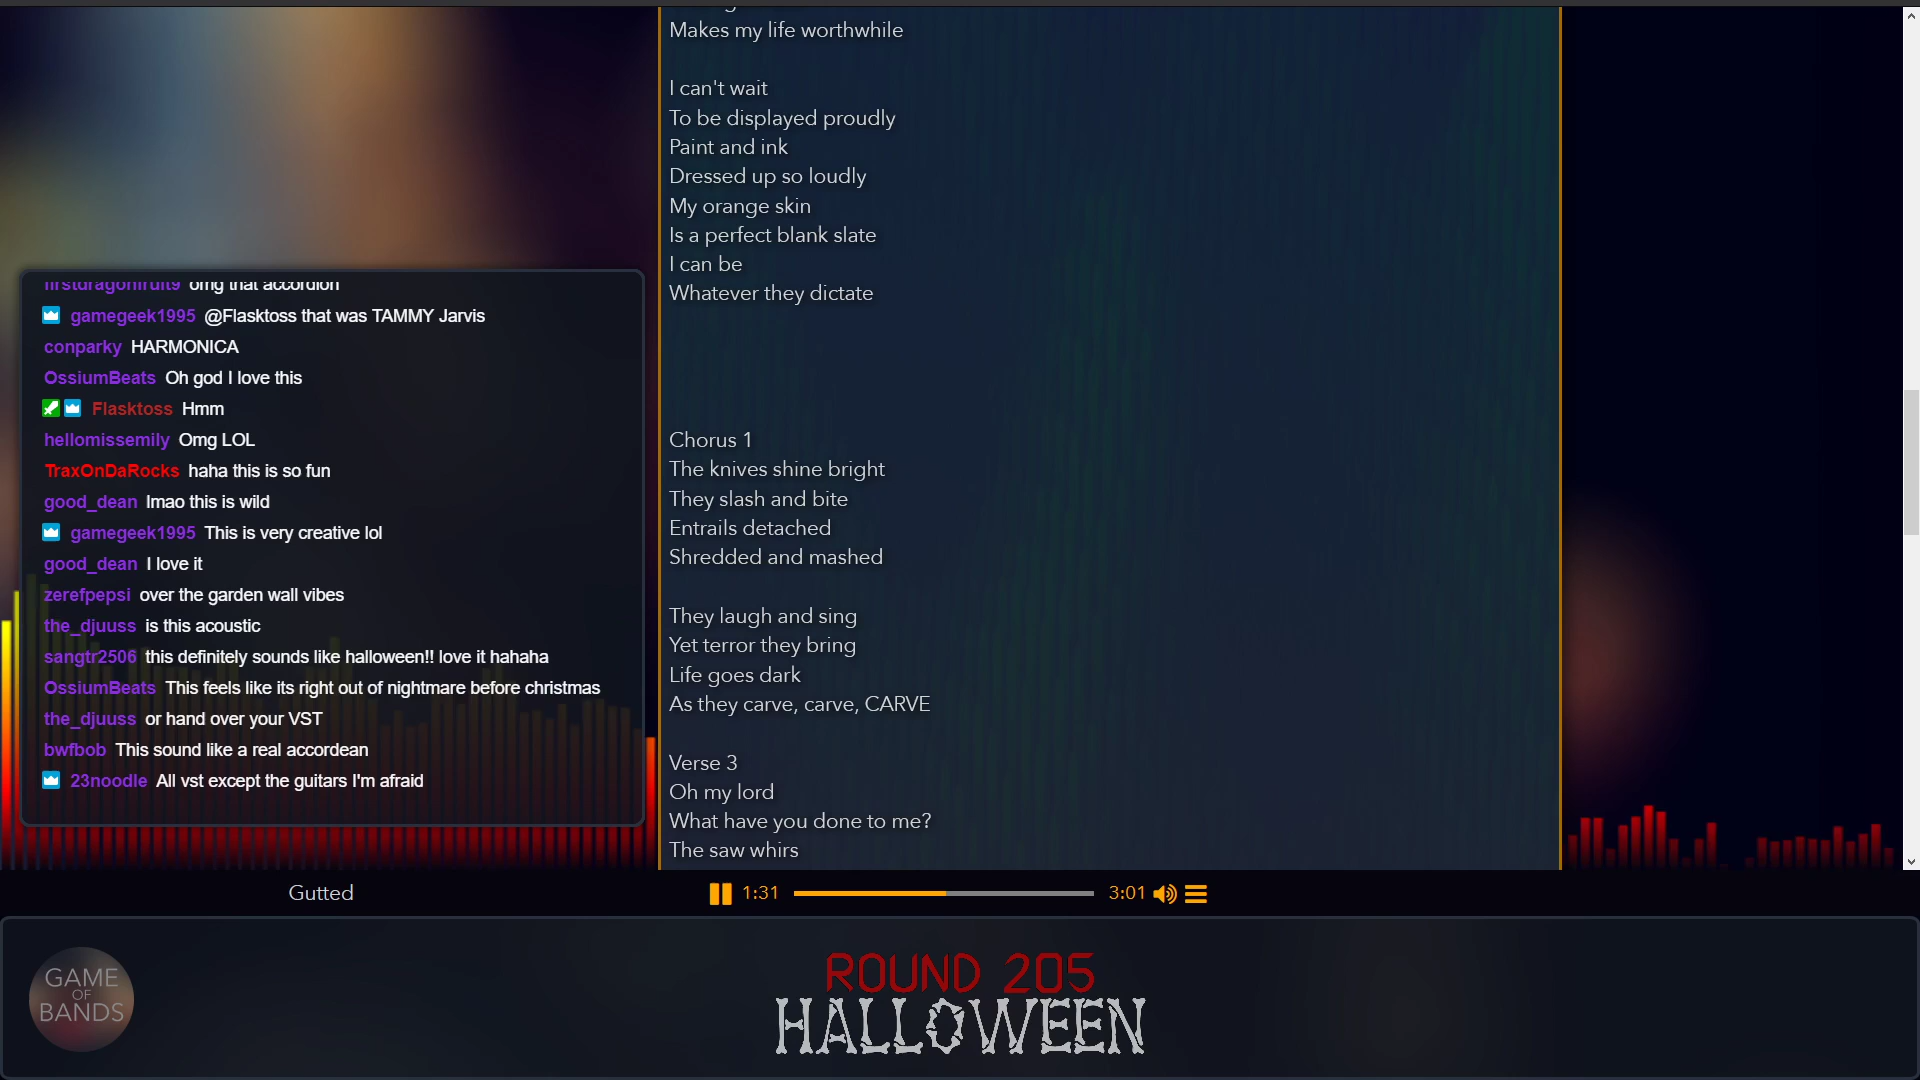 Makes my life worthwhile
I can't wait
To be displayed proudly
Paint and ink
Dressed up so loudly
My orange skin
Is a perfect blank slate
I can be
Whatever they dictate
Chorus 1
The knives shine bright
They slash and bite
Entrails detached
Shredded and mashed
They laugh and sing
Yet terror they bring
Life goes dark
As they carve, carve, CARVE
Verse 3
Oh my lord
What have you done to me?
The saw whirs
firstdragonfruit9 omg that accordion
gamegeek1995 @Flasktoss that was TAMMY Jarvis
conparky HARMONICA
OssiumBeats Oh god I love this
Flasktoss Hmm
hellomissemily Omg LOL
TraxOnDaRocks haha this is so fun
good_dean lmao this is wild
gamegeek1995 This is very creative lol
good_dean I love it
zerefpepsi over the garden wall vibes
the_djuuss is this acoustic
sangtr2506 this definitely sounds like halloween!! love it hahaha
OssiumBeats This feels like its right out of nightmare before christmas
the_djuuss or hand over your VST
bwfbob This sound like a real accordean
23noodle All vst except the guitars I'm afraid
Gutted
1:31
3:01
GAME
OF
BANDS
ROUND 205
HALLOWEEN